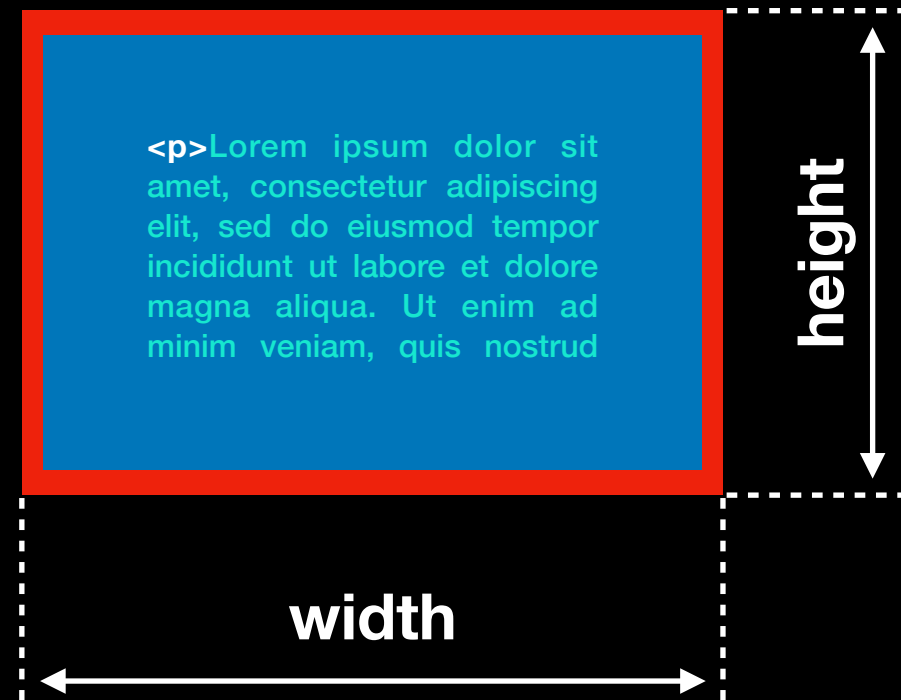 <p>Lorem ipsum dolor sit
amet, consectetur adipiscing
elit, sed do eiusmod tempor
incididunt ut labore et dolore
magna aliqua. Ut enim ad
minim veniam, quis nostrud
height
width